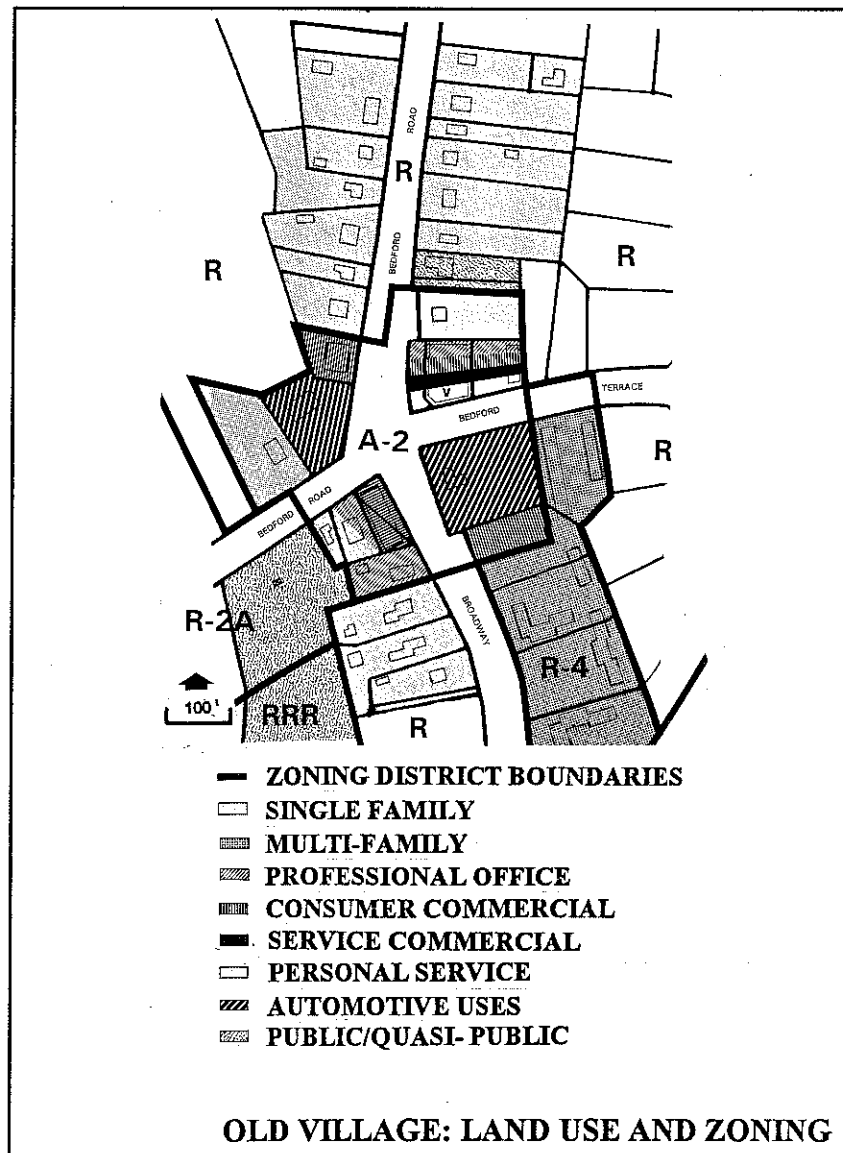 ROAD
R
BEDFORD
R
R
TERRACE
V
BEDFORD
A-2
R
ROAD
BEDFORD
BROADWAY
R-2A
R-4
100'
RRR
R
ZONING DISTRICT BOUNDARIES
SINGLE FAMILY
MULTI-FAMILY
PROFESSIONAL OFFICE
CONSUMER COMMERCIAL
SERVICE COMMERCIAL
PERSONAL SERVICE
AUTOMOTIVE USES
PUBLIC/QUASI- PUBLIC
OLD VILLAGE: LAND USE AND ZONING